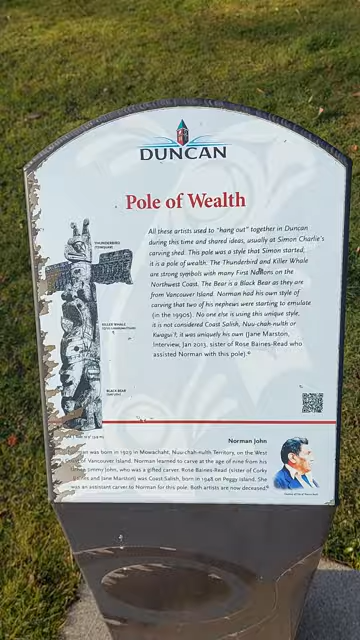 DUNCAN
Pole of Wealth
All these artists used to "hang out" together in Duncan
during this time and shared ideas, usually at Simon Charlie's
carving shed. This pole was a style that Simon started,
it is a pole of wealth. The Thunderbird and Killer Whale
are strong symbols with many First Nations on the
Northwest Coast. The Bear is a Black Bear as they are
from Vancouver Island. Norman had his own style of
carving that two of his nephews were starting to emulate
(in the 1990s). No one else is using this unique style,
it is not considered Coast Salish, Nuu-chah-nulth or
Kwagu'ł; it was uniquely his own (Jane Marston,
Interview, Jan 2013, sister of Rose Baines-Read who
assisted Norman with this pole).
THUNDERBIRD
KILLER WHALE
BLACK BEAR
Norman John
was born in 1929 in Mowachaht, Nuu-chah-nulth Territory, on the West
of Vancouver Island. Norman learned to carve at the age of nine from his
Jimmy John, who was a gifted carver. Rose Baines-Read (sister of Corky
Baines and Jane Marston) was Coast Salish, born in 1948 on Peggy Island. She
was an assistant carver to Norman for this pole. Both artists are now deceased.